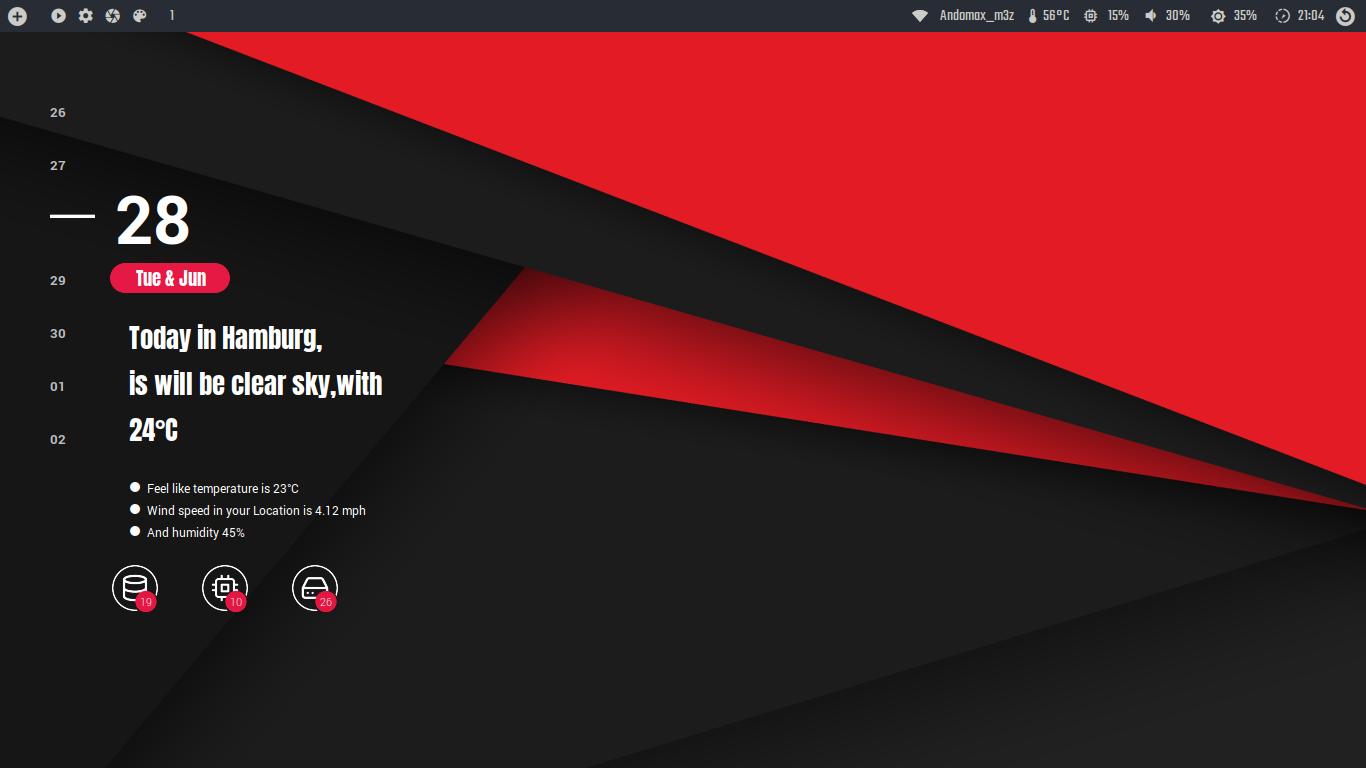 1
Andamax_m3z 56°C 15% 30% 35% 21:04
26
27
28
Tue & Jun
29
30
01
02
Today in Hamburg,
is will be clear sky,with
24°C
Feel like temperature is 23°C
Wind speed in your Location is 4.12 mph
And humidity 45%
19 10 26